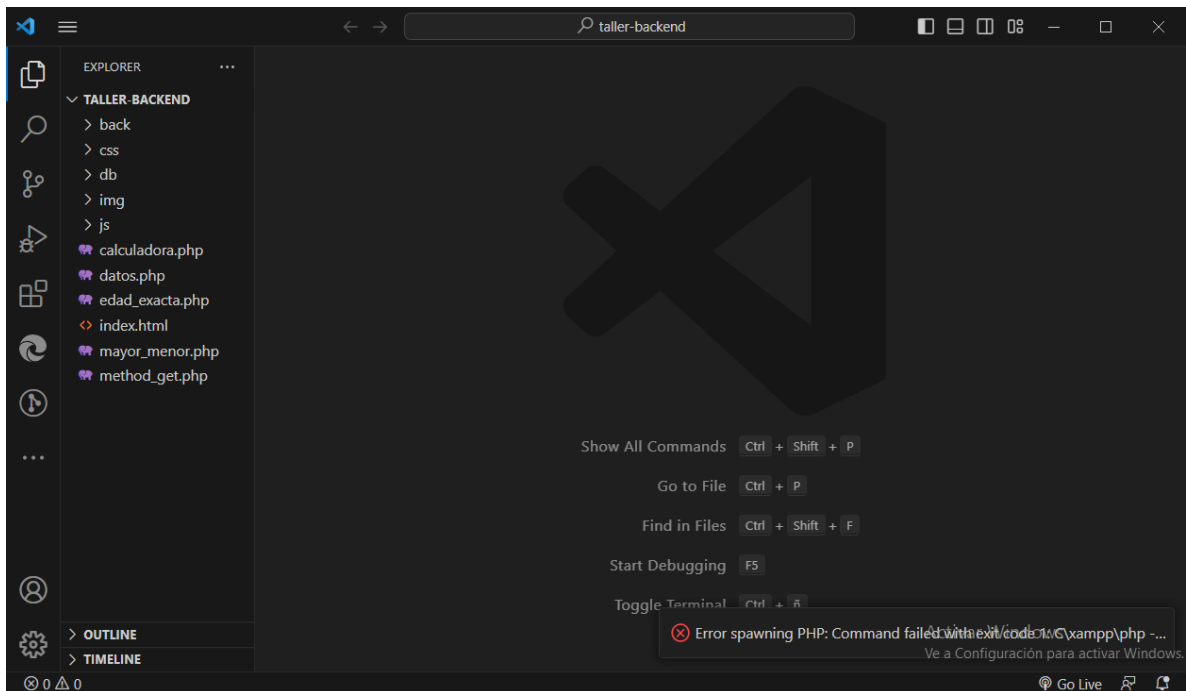 taller-backend
EXPLORER
TALLER-BACKEND
back
css
db
img
js
calculadora.php
datos.php
edad_exacta.php
index.html
mayor_menor.php
method_get.php
Show All Commands Ctrl + Shift + P
Go to File Ctrl + P
Find in Files Ctrl + Shift + F
Start Debugging F5
Toggle Terminal Ctrl + ñ
Error spawning PHP: Command failed with exit code 1: C:\xampp\php -...
Activar Windows
Ve a Configuración para activar Windows.
OUTLINE
TIMELINE
0 0
Go Live